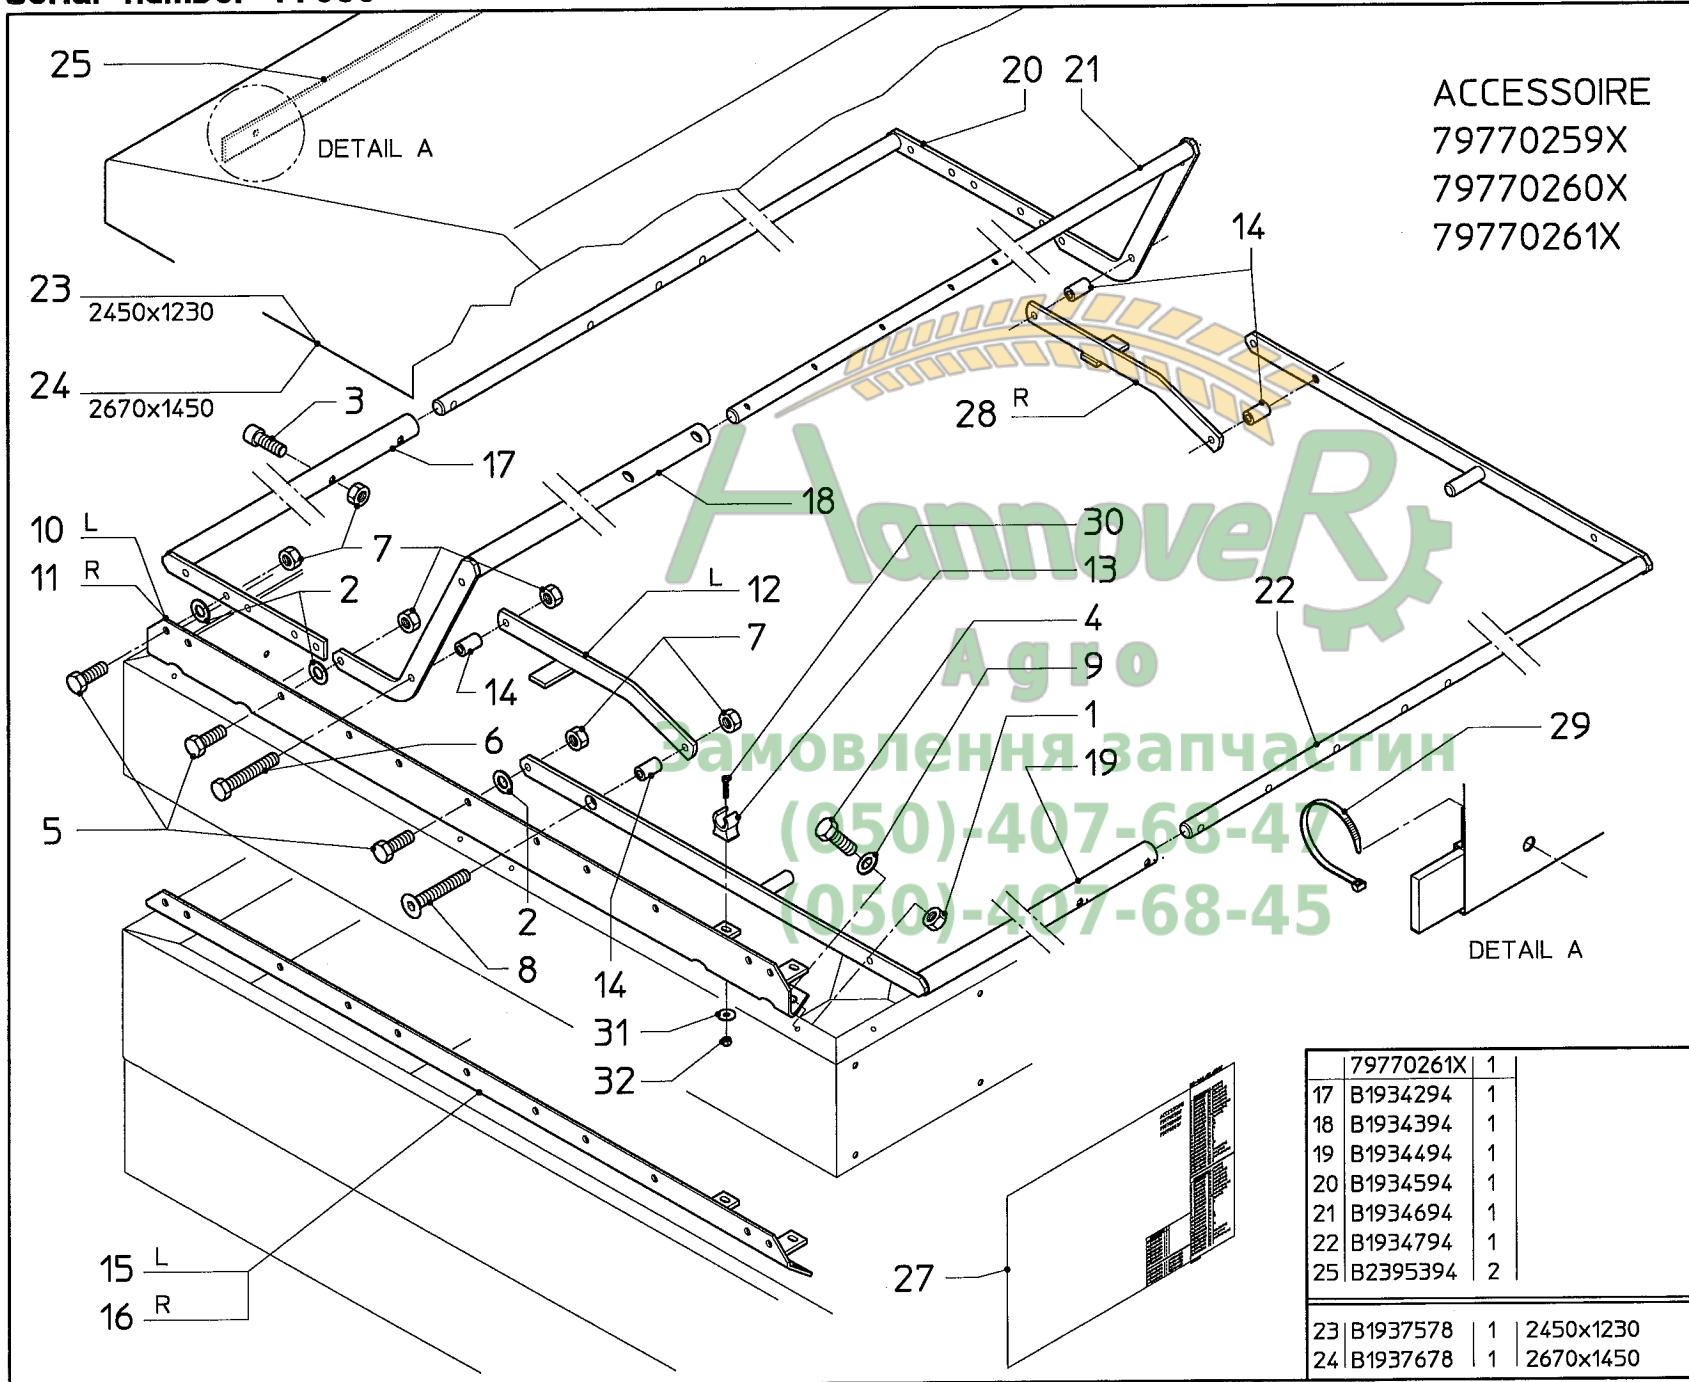 25
DETAIL A
20 21
ACCESSOIRE
79770259X
79770260X
79770261X
14
23
2450x1230
24
2670x1450
3
28 R
17
18
HannoveR
Agro
Замовлення запчастин
(050)-407-68-47
(050)-407-68-45
30
10 L
11 R
7
2
L 12
13
22
4
7
14
9
6
1
29
19
5
2
8
14
DETAIL A
31
32
15 L
16 R
27
79770261X 1
17 B1934294 1
18 B1934394 1
19 B1934494 1
20 B1934594 1
21 B1934694 1
22 B1934794 1
25 B2395394 2
23 B1937578 1 2450x1230
24 B1937678 1 2670x1450